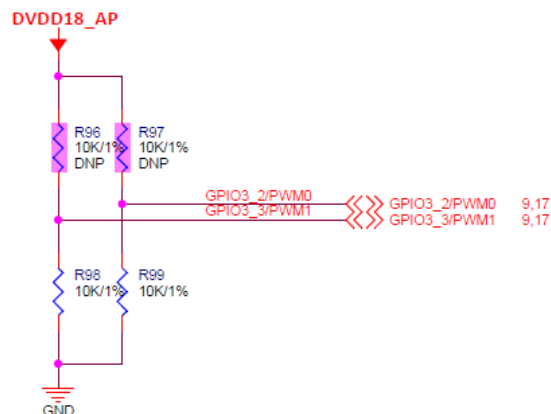 DVDD18_AP
R96
10K/1%
DNP
R97
10K/1%
DNP
GPIO3_2/PWM0
GPIO3_2/PWM0 9,17
GPIO3_3/PWM1
GPIO3_3/PWM1 9,17
R98
10K/1%
R99
10K/1%
GND